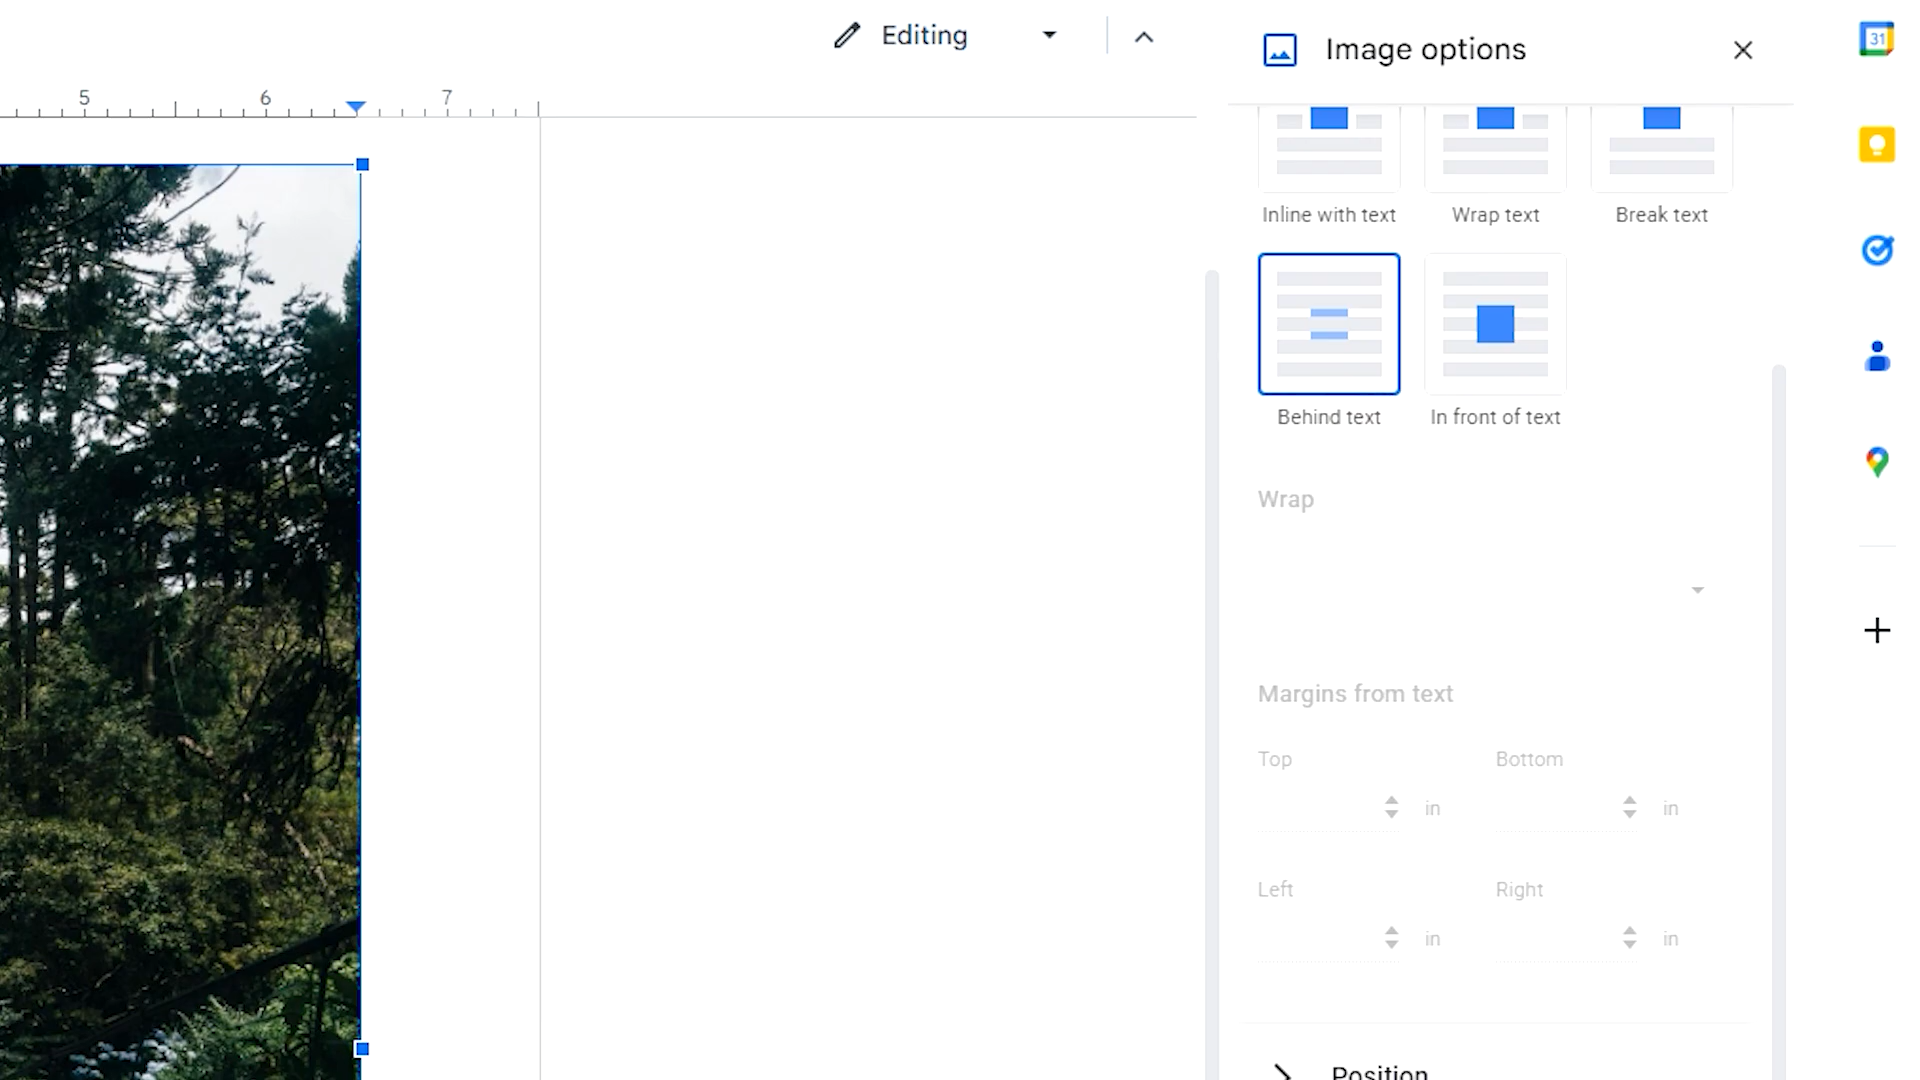 Editing
Image options
31
5 6 7
Inline with text Wrap text Break text
Behind text In front of text
Wrap
Margins from text
Top Bottom
in in
Left Right
in in
Position